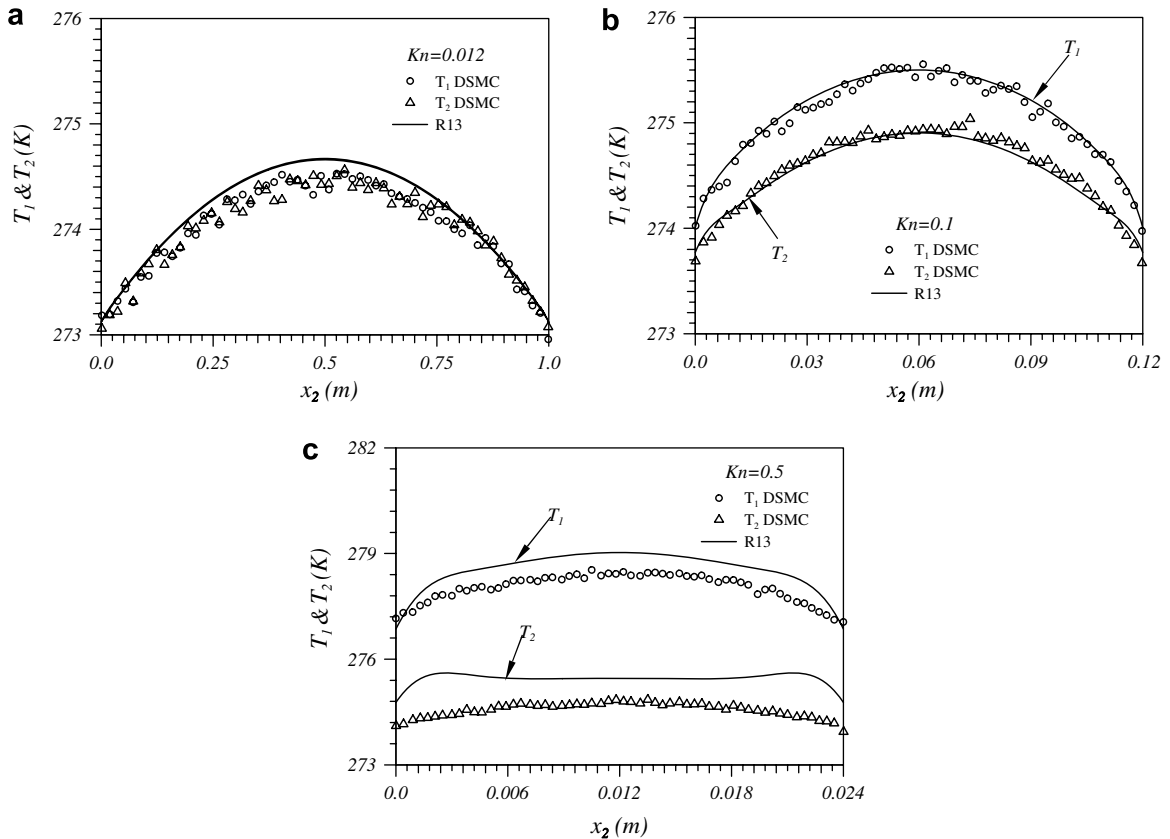 a
276
275
274
273
T₁ & T₂ (K)
Kn=0.012
T₁ DSMC
T₂ DSMC
R13
0.0 0.25 0.5 0.75 1.0
x₂ (m)
b
276
275
274
273
T₁ & T₂ (K)
T₁
T₂
Kn=0.1
T₁ DSMC
T₂ DSMC
R13
0.0 0.03 0.06 0.09 0.12
x₂ (m)
c
282
279
276
273
T₁ & T₂ (K)
Kn=0.5
T₁ DSMC
T₂ DSMC
R13
T₁
T₂
0.0 0.006 0.012 0.018 0.024
x₂ (m)